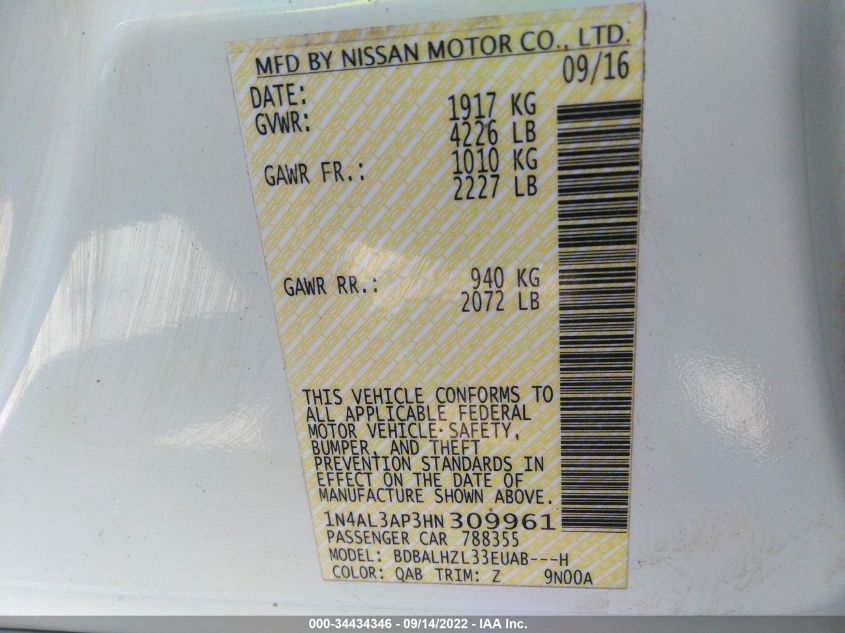 MFD BY NISSAN MOTOR CO., LTD.
DATE: 09/16
GVWR: 1917 KG
4226 LB
GAWR FR.: 1010 KG
2227 LB
GAWR RR.: 940 KG
2072 LB
THIS VEHICLE CONFORMS TO
ALL APPLICABLE FEDERAL
MOTOR VEHICLE SAFETY,
BUMPER, AND THEFT
PREVENTION STANDARDS IN
EFFECT ON THE DATE OF
MANUFACTURE SHOWN ABOVE.
1N4AL3AP3HN 309961
PASSENGER CAR 788355
MODEL: BDBALHZL33EUAB---H
COLOR: QAB TRIM: Z 9N00A
000-34434346 - 09/14/2022 - IAA Inc.